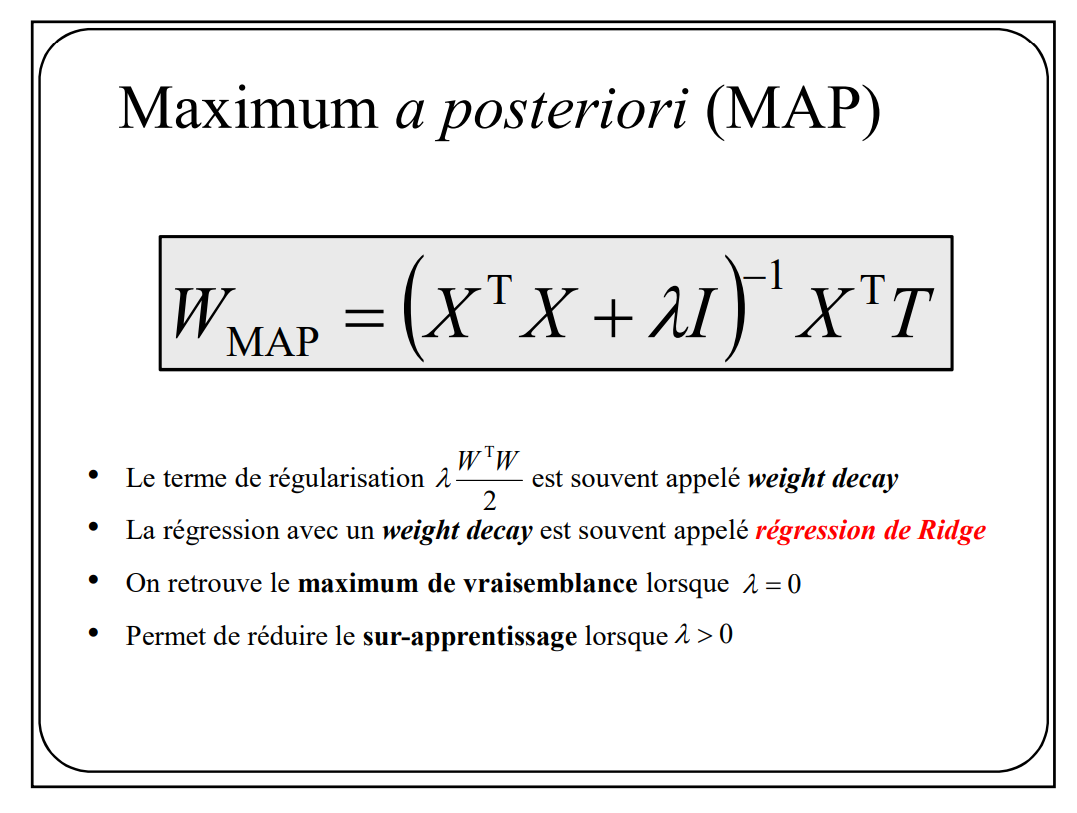 Maximum a posteriori (MAP)
W_MAP = (X^T X + λI)^−1 X^T T
• Le terme de régularisation λ W^T W / 2 est souvent appelé weight decay
• La régression avec un weight decay est souvent appelé régression de Ridge
• On retrouve le maximum de vraisemblance lorsque λ = 0
• Permet de réduire le sur-apprentissage lorsque λ > 0